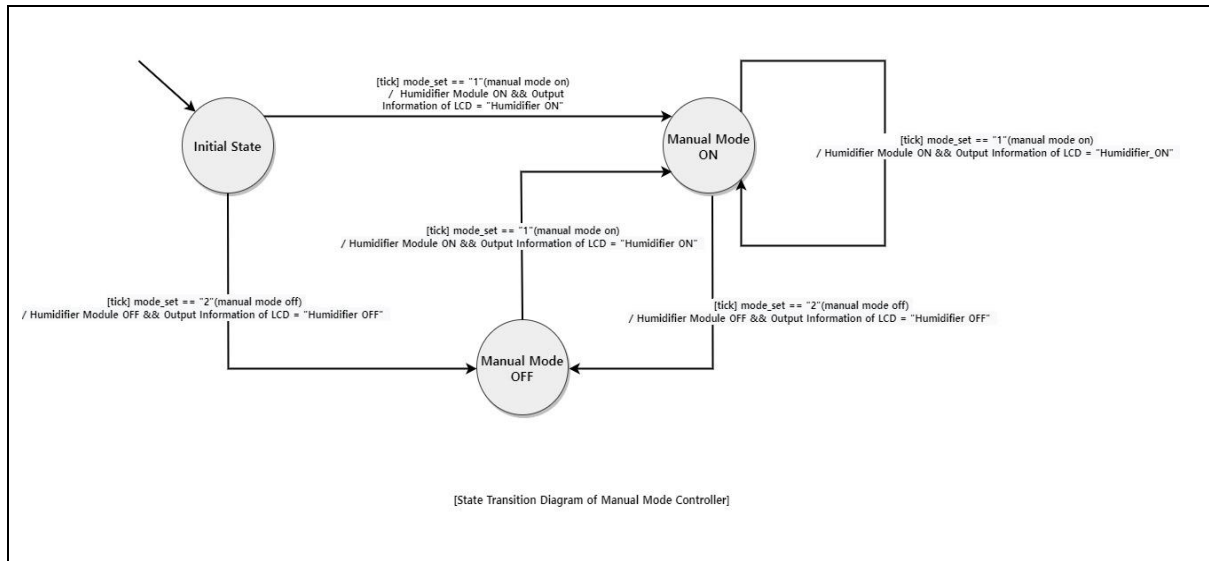 [tick] mode_set == "1"(manual mode on)
/ Humidifier Module ON && Output
Information of LCD = "Humidifier ON"
Initial State
Manual Mode
ON
[tick] mode_set == "1"(manual mode on)
/ Humidifier Module ON && Output Information of LCD = "Humidifier_ON"
[tick] mode_set == "1"(manual mode on)
/ Humidifier Module ON && Output Information of LCD = "Humidifier ON"
[tick] mode_set == "2"(manual mode off)
/ Humidifier Module OFF && Output Information of LCD = "Humidifier OFF"
[tick] mode_set == "2"(manual mode off)
/ Humidifier Module OFF && Output Information of LCD = "Humidifier OFF"
Manual Mode
OFF
[State Transition Diagram of Manual Mode Controller]